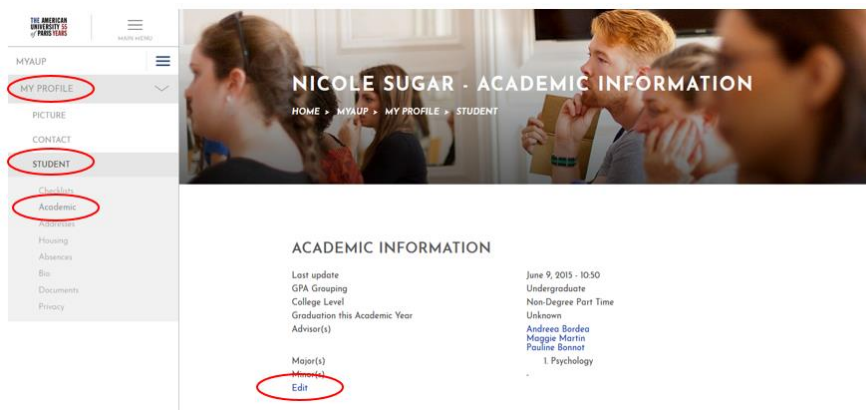 THE AMERICAN
UNIVERSITY 55
of PARIS YEARS
MAIN MENU
MYAUP
MY PROFILE
PICTURE
CONTACT
STUDENT
Checklists
Academic
Addresses
Housing
Absences
Bio
Documents
Privacy
NICOLE SUGAR - ACADEMIC INFORMATION
HOME ▸ MYAUP ▸ MY PROFILE ▸ STUDENT
ACADEMIC INFORMATION
Last update June 9, 2015 - 10:50
GPA Grouping Undergraduate
College Level Non-Degree Part Time
Graduation this Academic Year Unknown
Advisor(s) Andreea Bordea
Maggie Martin
Pauline Bonnot
Major(s) 1. Psychology
Minor(s) -
Edit